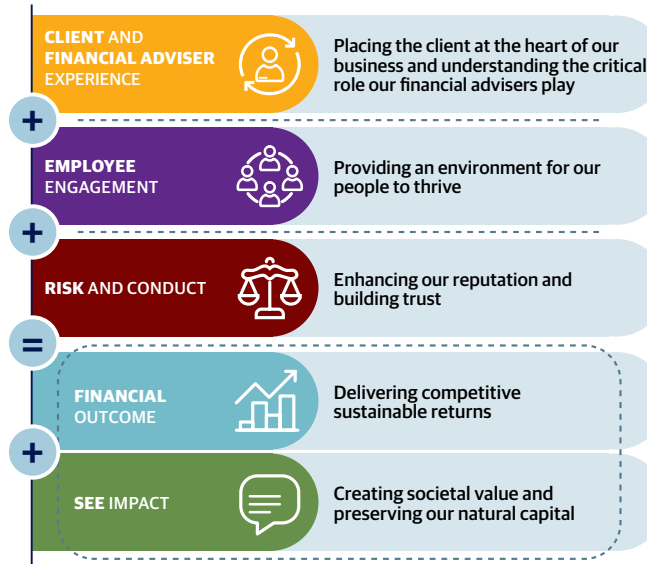 CLIENT AND
FINANCIAL ADVISER
EXPERIENCE
Placing the client at the heart of our
business and understanding the critical
role our financial advisers play
+
EMPLOYEE
ENGAGEMENT
Providing an environment for our
people to thrive
+
RISK AND CONDUCT
Enhancing our reputation and
building trust
=
FINANCIAL
OUTCOME
Delivering competitive
sustainable returns
+
SEE IMPACT
Creating societal value and
preserving our natural capital